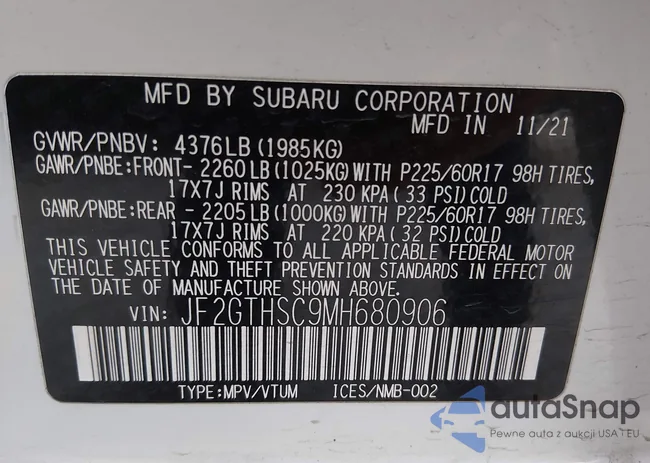 MFD BY SUBARU CORPORATION
MFD IN 11/21
GVWR/PNBV: 4376LB(1985KG)
GAWR/PNBE:FRONT-2260LB(1025KG)WITH P225/60R17 98H TIRES,
17X7J RIMS AT 230 KPA(33 PSI)COLD
GAWR/PNBE:REAR -2205LB(1000KG)WITH P225/60R17 98H TIRES,
17X7J RIMS AT 220 KPA(32 PSI)COLD
THIS VEHICLE CONFORMS TO ALL APPLICABLE FEDERAL MOTOR
VEHICLE SAFETY AND THEFT PREVENTION STANDARDS IN EFFECT ON
THE DATE OF MANUFACTURE SHOWN ABOVE.
VIN: JF2GTHSC9MH680906
TYPE:MPV/VTUM ICES/NMB-002
autaSnap
Pewne auta z aukcji USA i EU